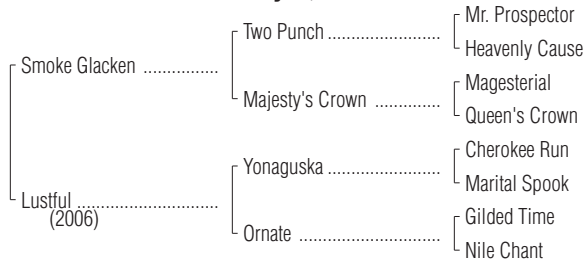 Mr. Prospector
Two Punch ........................
Heavenly Cause
Smoke Glacken ................
Magesterial
Majesty's Crown ..............
Queen's Crown
Cherokee Run
Yonaguska ........................
Marital Spook
Lustful ..............................
(2006)
Gilded Time
Ornate ..............................
Nile Chant